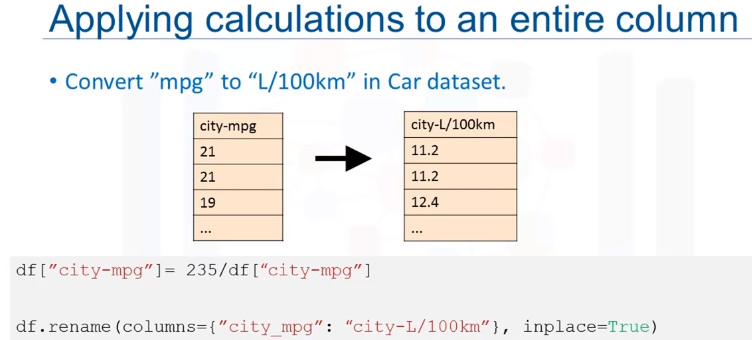 Applying calculations to an entire column
• Convert ”mpg” to “L/100km” in Car dataset.
city-mpg
21
21
19
...
city-L/100km
11.2
11.2
12.4
...
df[”city-mpg”]= 235/df[“city-mpg”]
df.rename(columns={”city_mpg”: “city-L/100km”}, inplace=True)